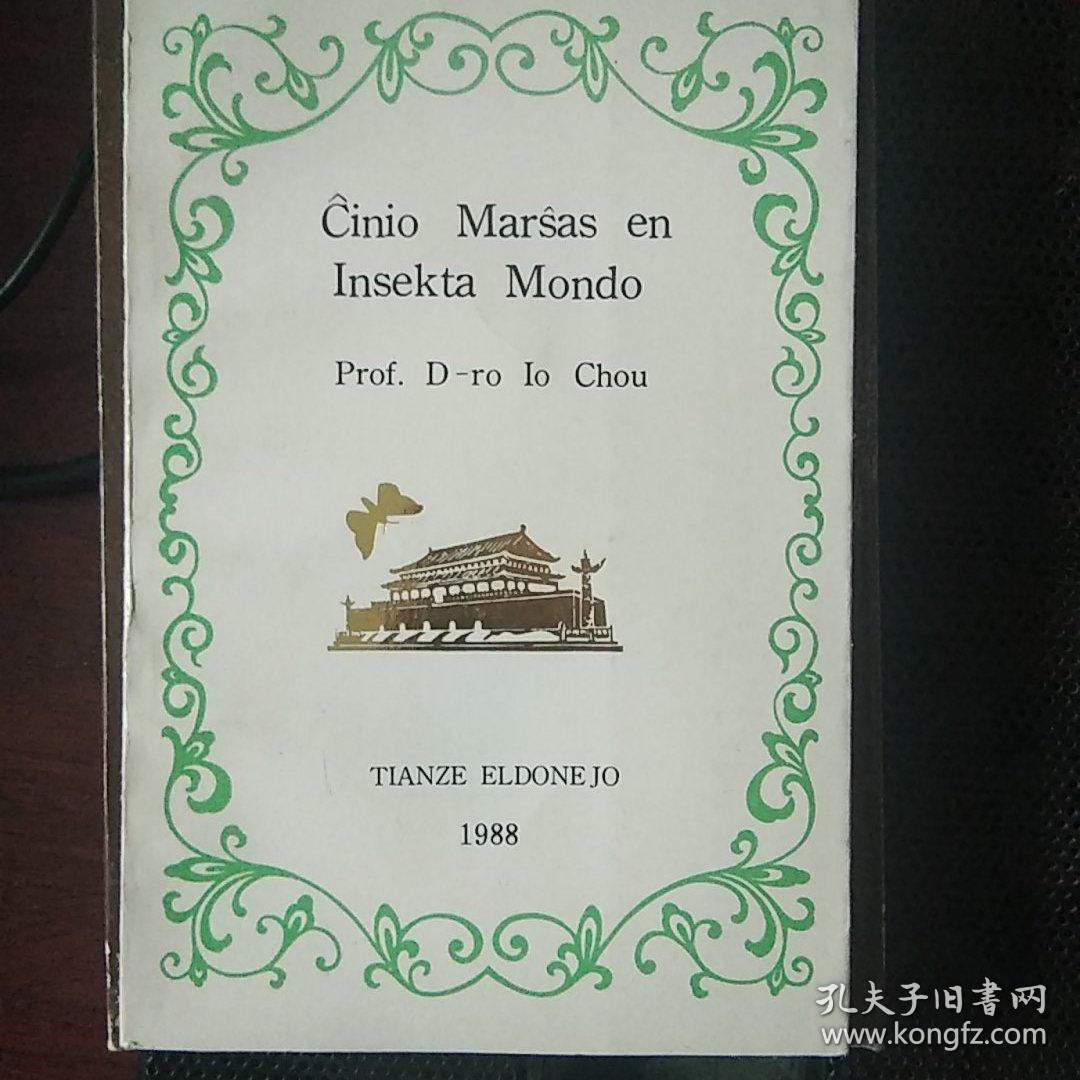 Ĉinio Marŝas en
Insekta Mondo
Prof. D-ro Io Chou
TIANZE ELDONEJO
1988
孔夫子旧書网
www.kongfz.com